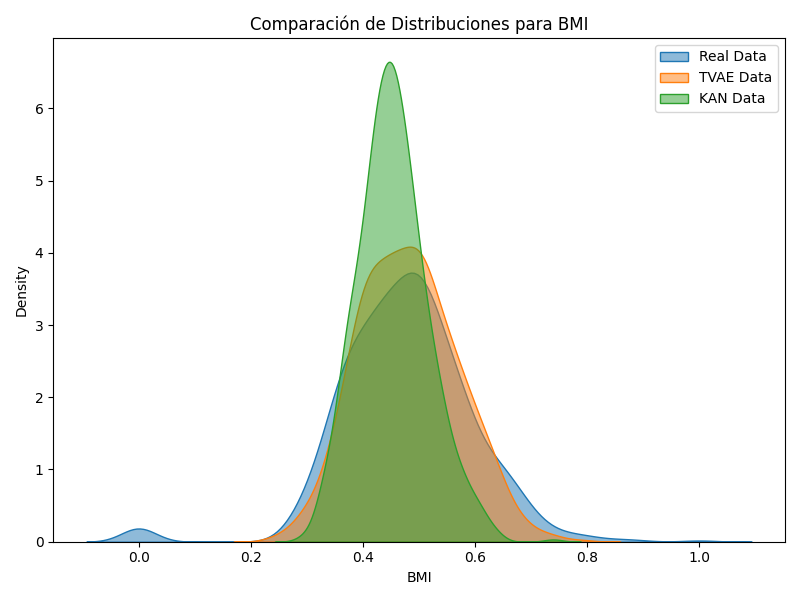 Comparación de Distribuciones para BMI
Real Data
TVAE Data
KAN Data
Density
6
5
4
3
2
1
0
0.0 0.2 0.4 0.6 0.8 1.0
BMI